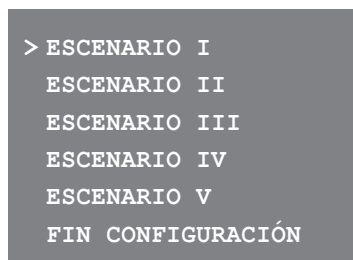 > ESCENARIO I
ESCENARIO II
ESCENARIO III
ESCENARIO IV
ESCENARIO V
FIN CONFIGURACIÓN